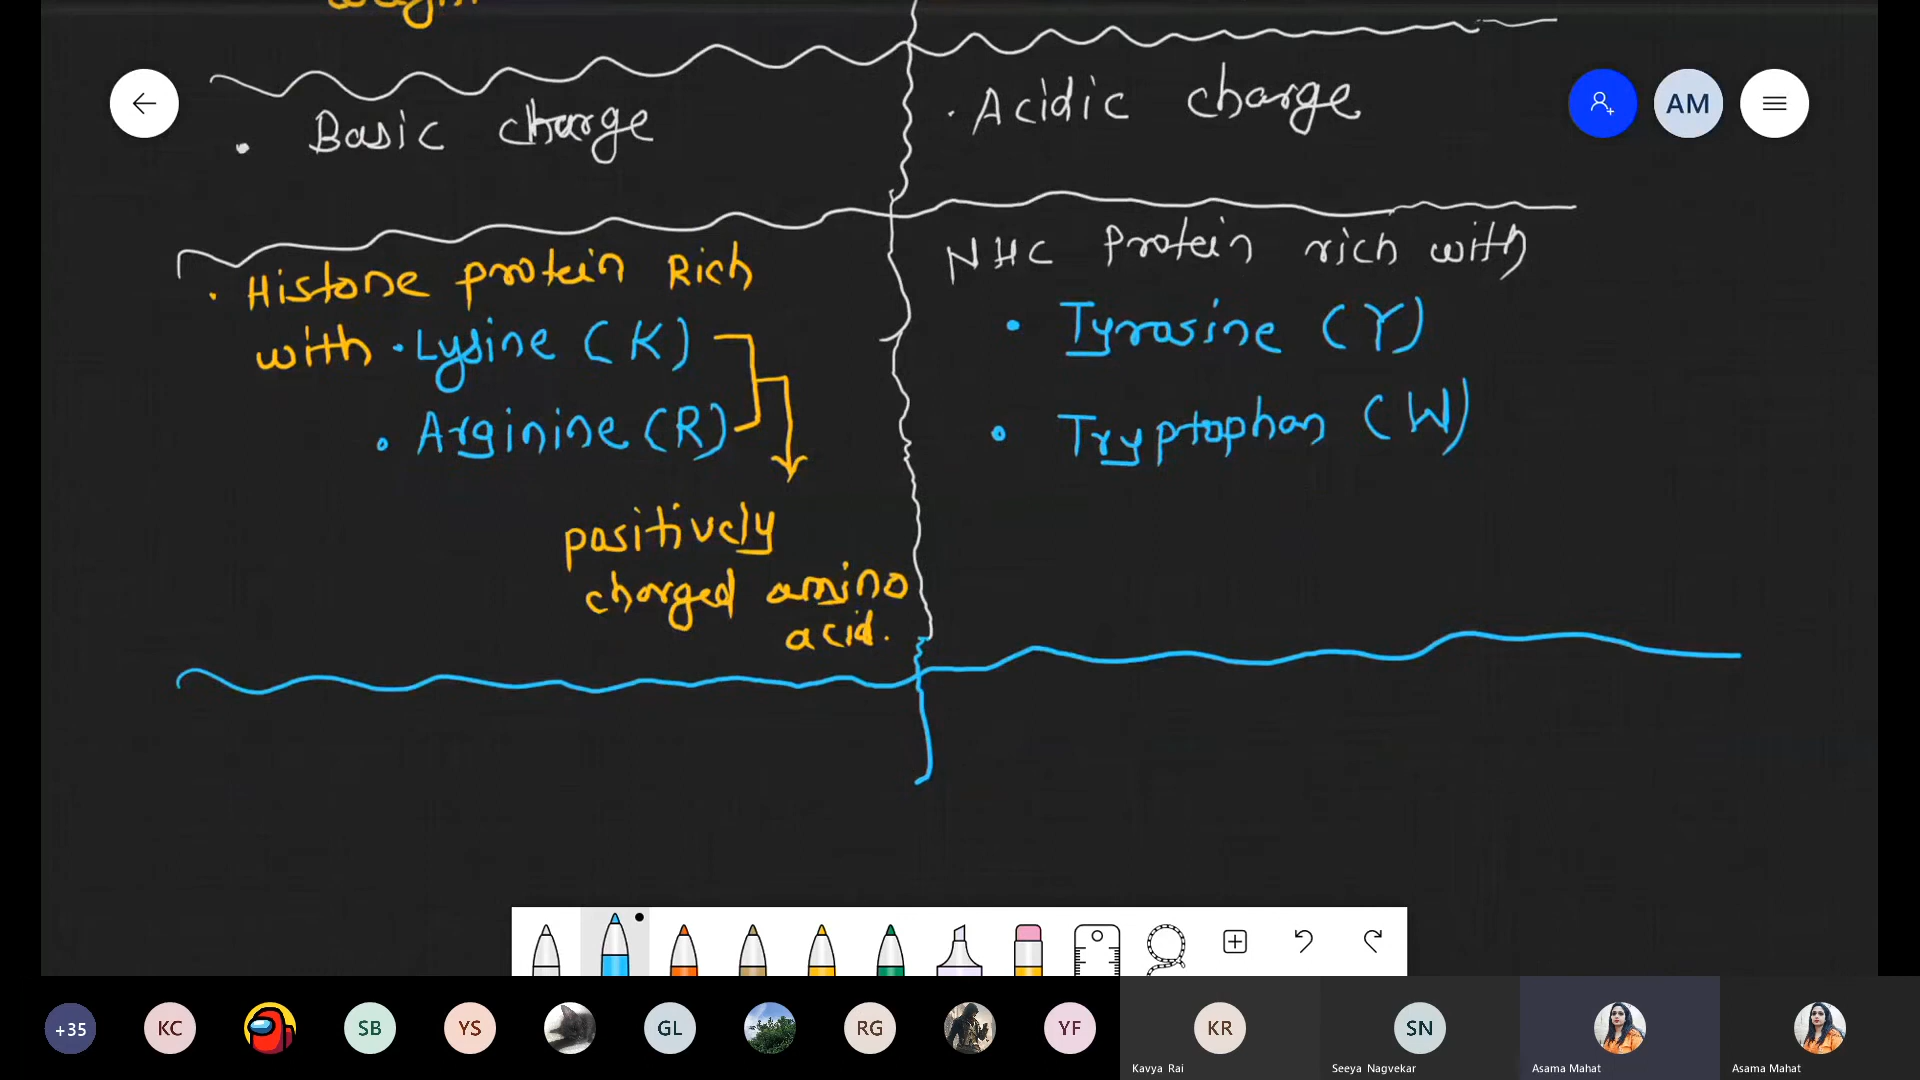 Basic charge
Acidic charge
AM
Histone protein Rich
with • Lysine (K)
• Arginine (R)
positively
charged amino
acid.
NHC Protein rich with
• Tyrosine (Y)
• Tryptophan (W)
+35
KC
SB
YS
GL
RG
YF
KR
SN
Kavya Rai
Seeya Nagvekar
Asama Mahat
Asama Mahat